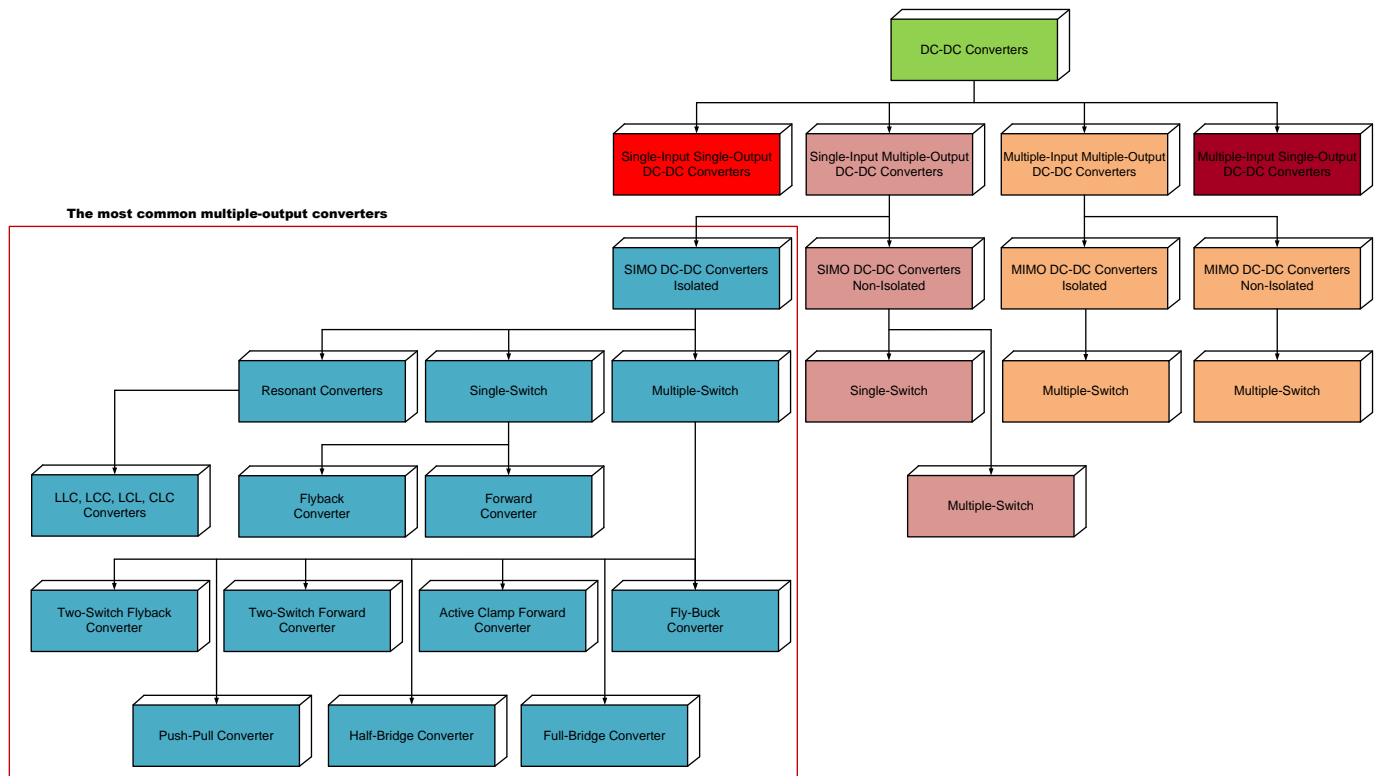 DC-DC Converters
Single-Input Single-Output
DC-DC Converters
Single-Input Multiple-Output
DC-DC Converters
Multiple-Input Multiple-Output
DC-DC Converters
Multiple-Input Single-Output
DC-DC Converters
The most common multiple-output converters
SIMO DC-DC Converters
Isolated
SIMO DC-DC Converters
Non-Isolated
MIMO DC-DC Converters
Isolated
MIMO DC-DC Converters
Non-Isolated
Resonant Converters
Single-Switch
Multiple-Switch
Single-Switch
Multiple-Switch
Multiple-Switch
LLC, LCC, LCL, CLC
Converters
Flyback
Converter
Forward
Converter
Multiple-Switch
Two-Switch Flyback
Converter
Two-Switch Forward
Converter
Active Clamp Forward
Converter
Fly-Buck
Converter
Push-Pull Converter
Half-Bridge Converter
Full-Bridge Converter